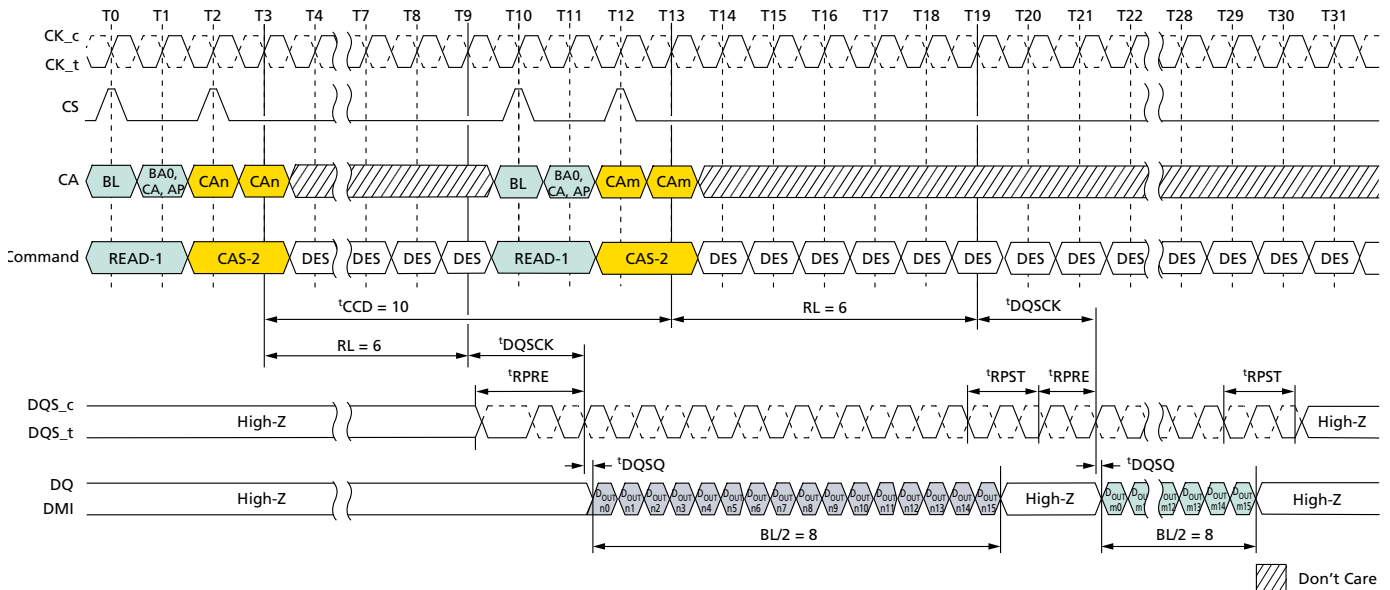 T0 T1 T2 T3 T4 T7 T8 T9 T10 T11 T12 T13 T14 T15 T16 T17 T18 T19 T20 T21 T22 T28 T29 T30 T31
CK_c
CK_t
CS
CA BL BA0, CA, AP CAn CAn BL BA0, CA, AP CAm CAm
Command READ-1 CAS-2 DES DES DES DES READ-1 CAS-2 DES DES DES DES DES DES DES DES DES DES DES DES DES
tCCD = 10 RL = 6 tDQSCK
RL = 6 tDQSCK
tRPRE tRPST tRPRE tRPST
DQS_c
DQS_t
High-Z High-Z
tDQSQ tDQSQ
DQ
DMI
High-Z DOUT n0 DOUT n1 DOUT n2 DOUT n3 DOUT n4 DOUT n5 DOUT n6 DOUT n7 DOUT n8 DOUT n9 DOUT n10 DOUT n11 DOUT n12 DOUT n13 DOUT n14 DOUT n15 High-Z DOUT m0 DOUT m12 DOUT m13 DOUT m14 DOUT m15 High-Z
BL/2 = 8 BL/2 = 8
Don't Care